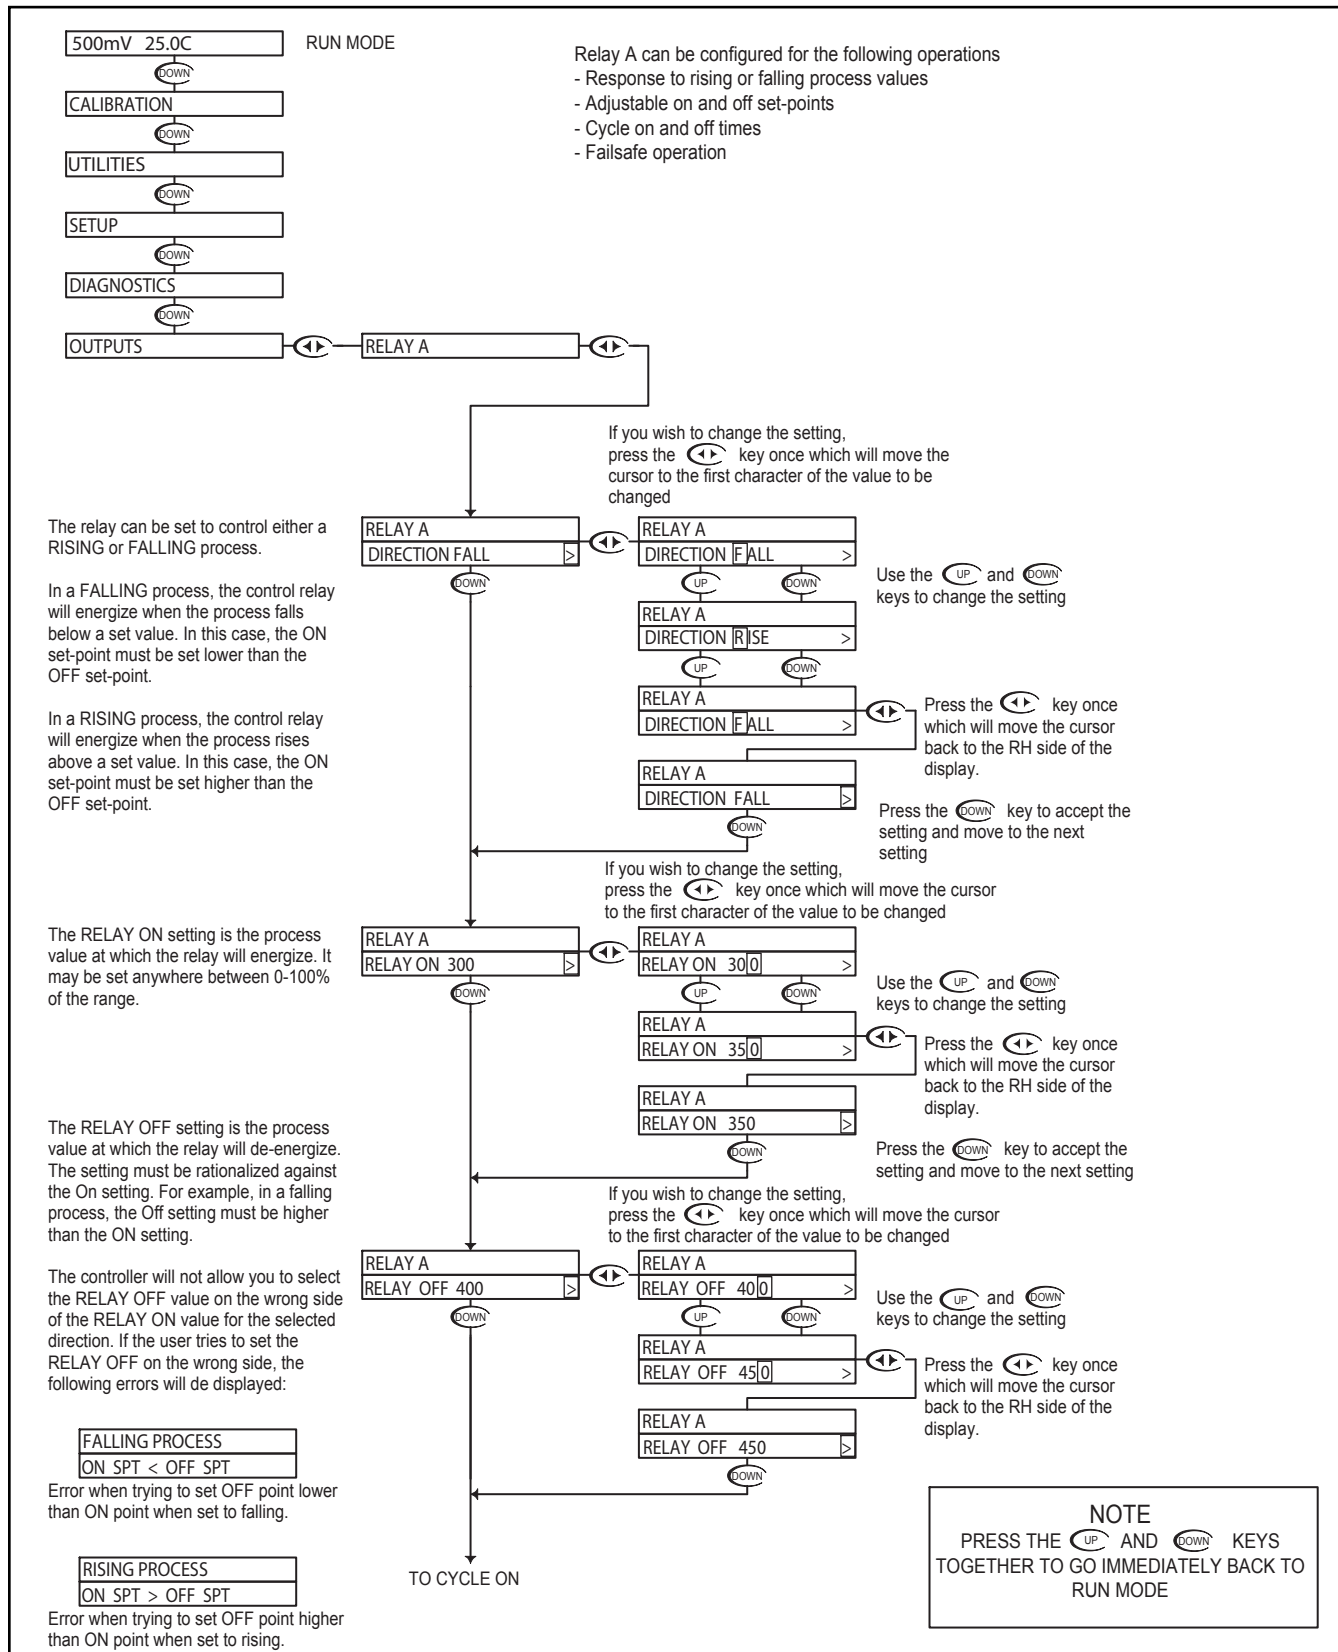 500mV 25.0C
RUN MODE
DOWN
CALIBRATION
DOWN
UTILITIES
DOWN
SETUP
DOWN
DIAGNOSTICS
DOWN
OUTPUTS
RELAY A
Relay A can be configured for the following operations
- Response to rising or falling process values
- Adjustable on and off set-points
- Cycle on and off times
- Failsafe operation
If you wish to change the setting,
press the key once which will move the
cursor to the first character of the value to be
changed
The relay can be set to control either a
RISING or FALLING process.
In a FALLING process, the control relay
will energize when the process falls
below a set value. In this case, the ON
set-point must be set lower than the
OFF set-point.
In a RISING process, the control relay
will energize when the process rises
above a set value. In this case, the ON
set-point must be set higher than the
OFF set-point.
RELAY A
DIRECTION FALL >
DOWN
RELAY A
DIRECTION FALL >
UP DOWN
RELAY A
DIRECTION RISE >
UP DOWN
RELAY A
DIRECTION FALL >
RELAY A
DIRECTION FALL >
DOWN
Use the UP and DOWN
keys to change the setting
Press the key once
which will move the cursor
back to the RH side of the
display.
Press the DOWN key to accept the
setting and move to the next
setting
If you wish to change the setting,
press the key once which will move the cursor
to the first character of the value to be changed
The RELAY ON setting is the process
value at which the relay will energize. It
may be set anywhere between 0-100%
of the range.
RELAY A
RELAY ON 300 >
DOWN
RELAY A
RELAY ON 300 >
UP DOWN
RELAY A
RELAY ON 350 >
RELAY A
RELAY ON 350 >
DOWN
Use the UP and DOWN
keys to change the setting
Press the key once
which will move the cursor
back to the RH side of the
display.
Press the DOWN key to accept the
setting and move to the next setting
The RELAY OFF setting is the process
value at which the relay will de-energize.
The setting must be rationalized against
the On setting. For example, in a falling
process, the Off setting must be higher
than the ON setting.
The controller will not allow you to select
the RELAY OFF value on the wrong side
of the RELAY ON value for the selected
direction. If the user tries to set the
RELAY OFF on the wrong side, the
following errors will de displayed:
If you wish to change the setting,
press the key once which will move the cursor
to the first character of the value to be changed
RELAY A
RELAY OFF 400 >
DOWN
RELAY A
RELAY OFF 400 >
UP DOWN
RELAY A
RELAY OFF 450 >
RELAY A
RELAY OFF 450 >
DOWN
Use the UP and DOWN
keys to change the setting
Press the key once
which will move the cursor
back to the RH side of the
display.
FALLING PROCESS
ON SPT < OFF SPT
Error when trying to set OFF point lower
than ON point when set to falling.
RISING PROCESS
ON SPT > OFF SPT
Error when trying to set OFF point higher
than ON point when set to rising.
TO CYCLE ON
NOTE
PRESS THE UP AND DOWN KEYS
TOGETHER TO GO IMMEDIATELY BACK TO
RUN MODE